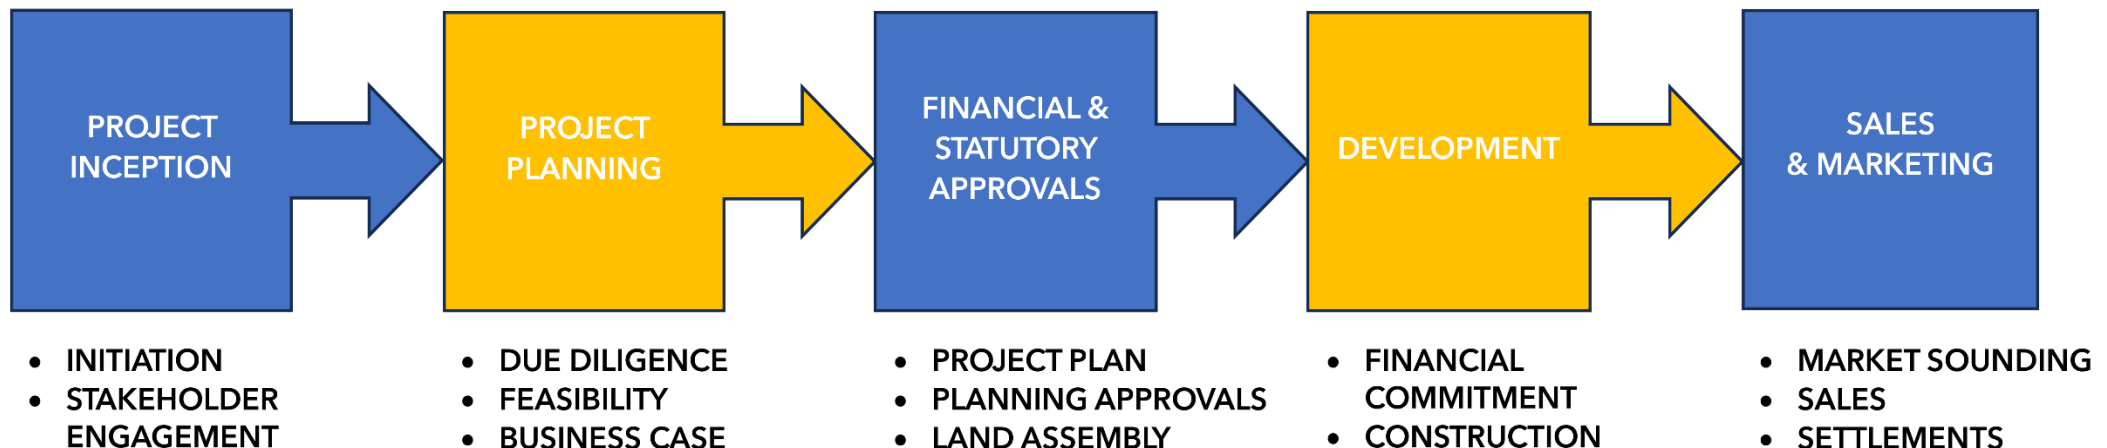 PROJECT
INCEPTION
PROJECT
PLANNING
FINANCIAL &
STATUTORY
APPROVALS
DEVELOPMENT
SALES
& MARKETING
• INITIATION
• STAKEHOLDER
ENGAGEMENT
• DUE DILIGENCE
• FEASIBILITY
• BUSINESS CASE
• PROJECT PLAN
• PLANNING APPROVALS
• LAND ASSEMBLY
• FINANCIAL
COMMITMENT
• CONSTRUCTION
• MARKET SOUNDING
• SALES
• SETTLEMENTS